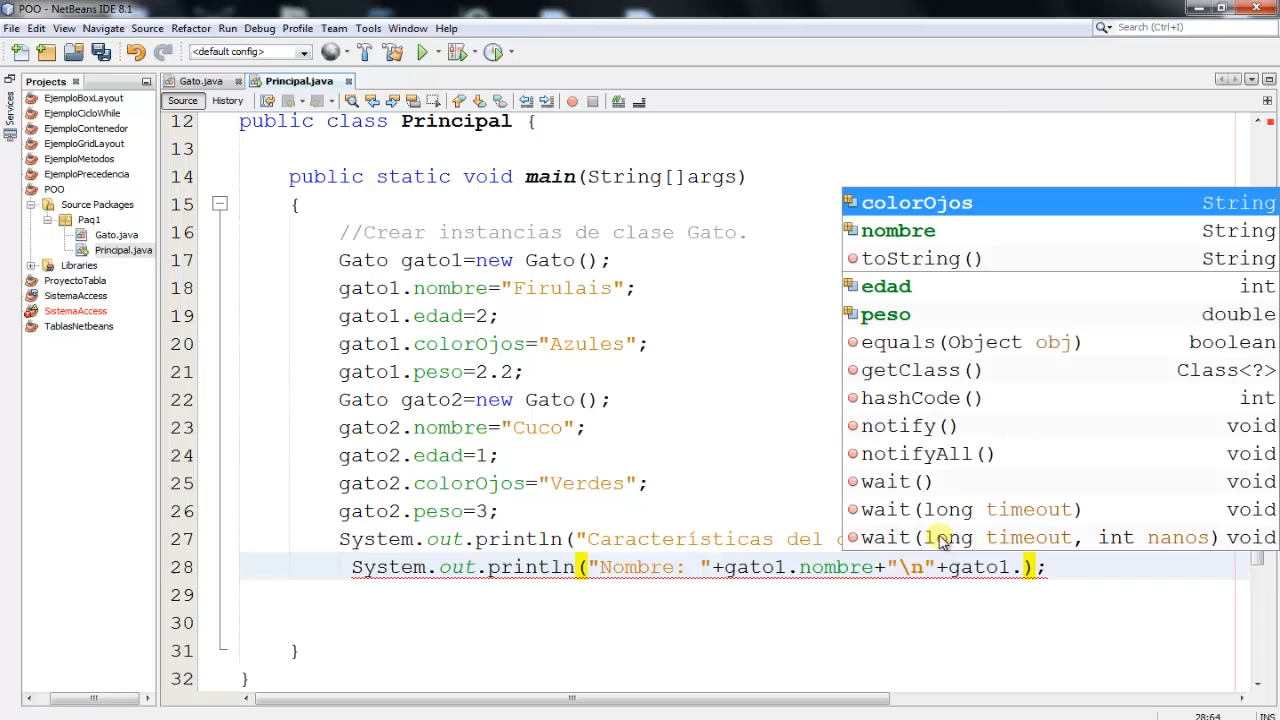 POO - NetBeans IDE 8.1
File Edit View Navigate Source Refactor Run Debug Profile Team Tools Window Help
Search (Ctrl+I)
<default config>
Projects
Gato.java
Principal.java
Services
Source History
EjemploBoxLayout
EjemploCicloWhile
EjemploContenedor
EjemploGridLayout
EjemploMetodos
EjemploPrecedencia
POO
Source Packages
Paq1
Gato.java
Principal.java
Libraries
ProyectoTabla
SistemaAccess
SistemaAccess
TablasNetbeans
12 public class Principal {
13
14 public static void main(String[]args)
15 {
16 //Crear instancias de clase Gato.
17 Gato gato1=new Gato();
18 gato1.nombre="Firulais";
19 gato1.edad=2;
20 gato1.colorOjos="Azules";
21 gato1.peso=2.2;
22 Gato gato2=new Gato();
23 gato2.nombre="Cuco";
24 gato2.edad=1;
25 gato2.colorOjos="Verdes";
26 gato2.peso=3;
27 System.out.println("Características del
28 System.out.println("Nombre: "+gato1.nombre+"\n"+gato1.);
29
30
31 }
32 }
colorOjos String
nombre String
toString() String
edad int
peso double
equals(Object obj) boolean
getClass() Class<?>
hashCode() int
notify() void
notifyAll() void
wait() void
wait(long timeout) void
wait(long timeout, int nanos) void
28:64 INS